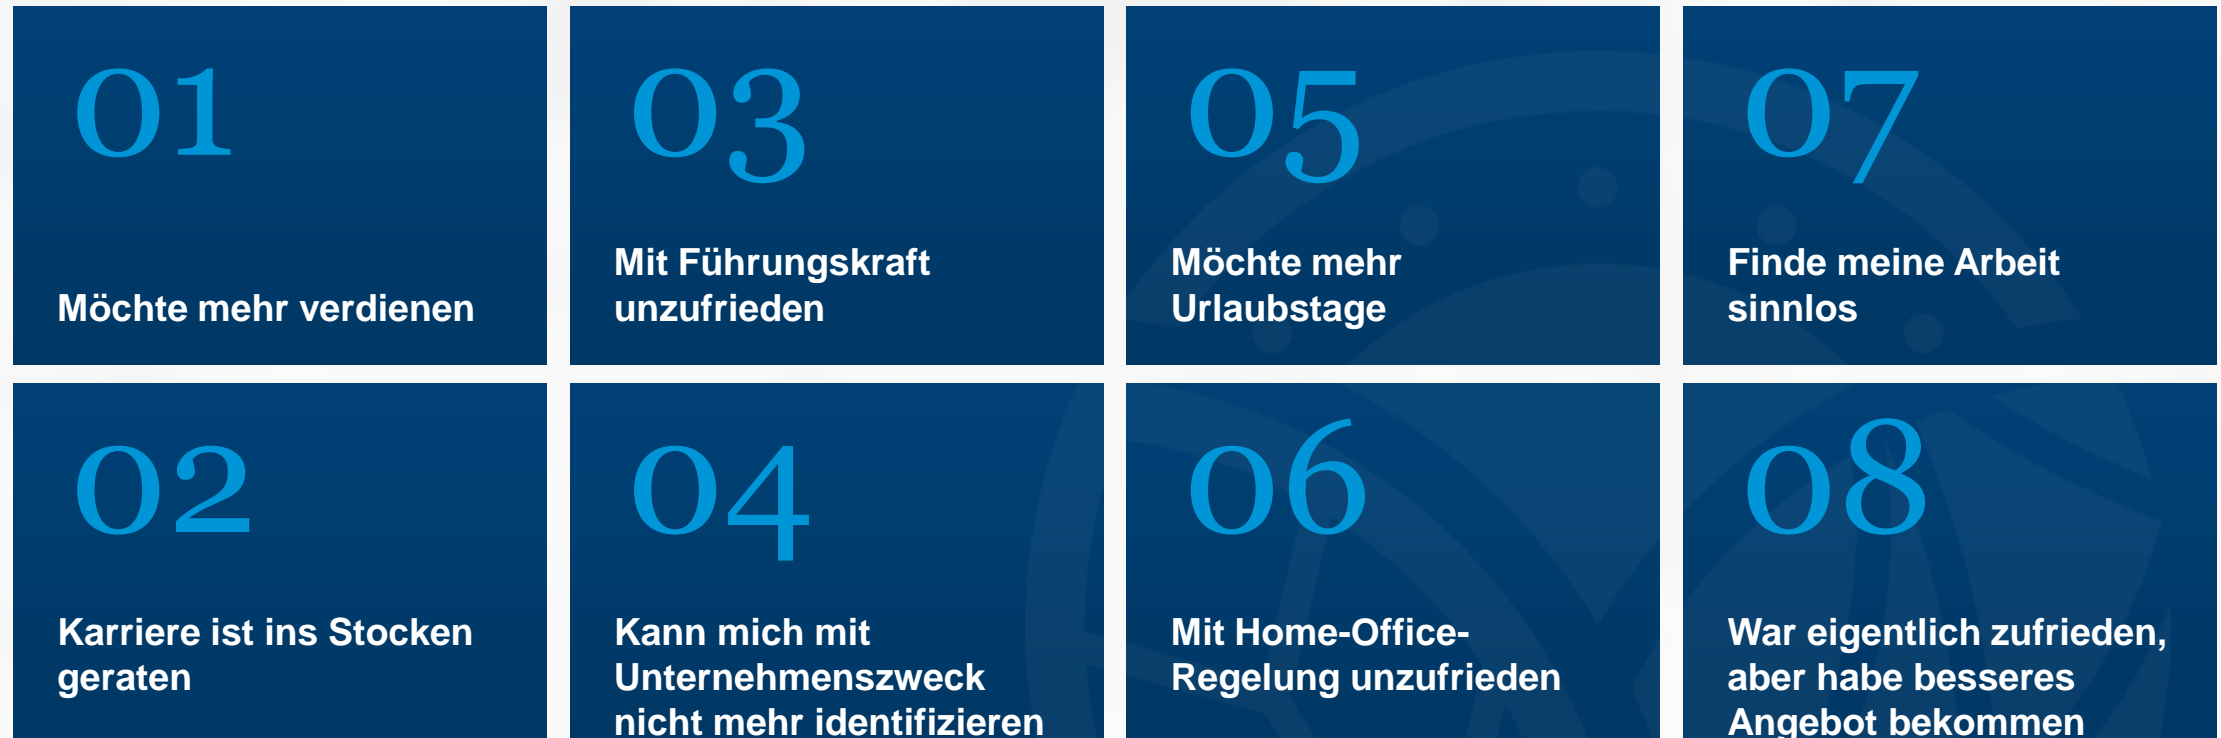 01
Möchte mehr verdienen
02
Karriere ist ins Stocken
geraten
03
Mit Führungskraft
unzufrieden
04
Kann mich mit
Unternehmenszweck
nicht mehr identifizieren
05
Möchte mehr
Urlaubstage
06
Mit Home-Office-
Regelung unzufrieden
07
Finde meine Arbeit
sinnlos
08
War eigentlich zufrieden,
aber habe besseres
Angebot bekommen